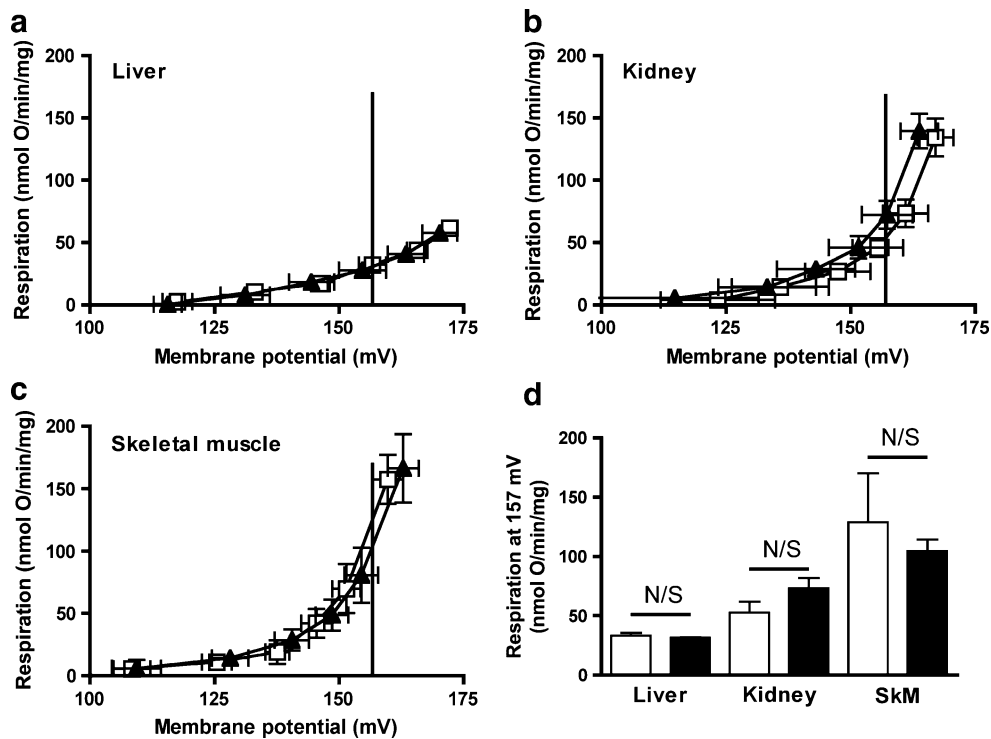 a
Respiration (nmol O/min/mg)
200
150
100
50
0
Liver
100
125
150
175
Membrane potential (mV)
b
Respiration (nmol O/min/mg)
200
150
100
50
0
Kidney
100
125
150
175
Membrane potential (mV)
c
Respiration (nmol O/min/mg)
200
150
100
50
0
Skeletal muscle
100
125
150
175
Membrane potential (mV)
d
Respiration at 157 mV
(nmol O/min/mg)
200
150
100
50
0
N/S
N/S
N/S
Liver
Kidney
SkM